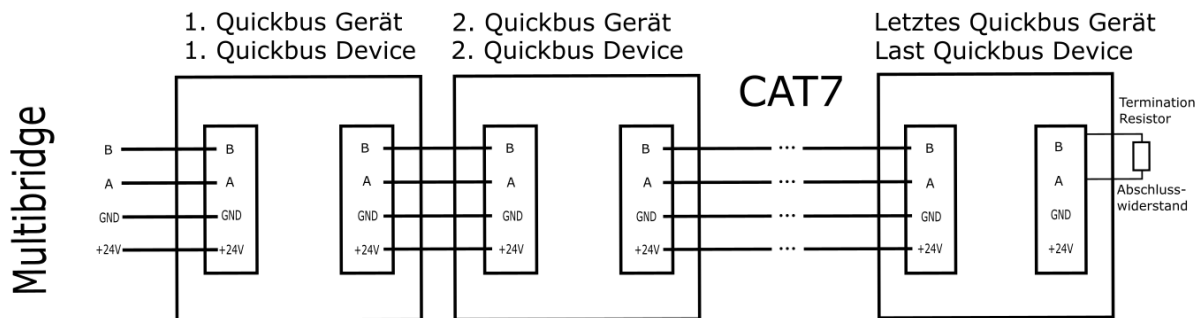 1. Quickbus Gerät
1. Quickbus Device
2. Quickbus Gerät
2. Quickbus Device
Letztes Quickbus Gerät
Last Quickbus Device
CAT7
Multibridge
Termination
Resistor
Abschluss-
widerstand
B B B B B ... B B
A A A A A ... A A
GND GND GND GND GND ... GND GND
+24V +24V +24V +24V +24V ... +24V +24V